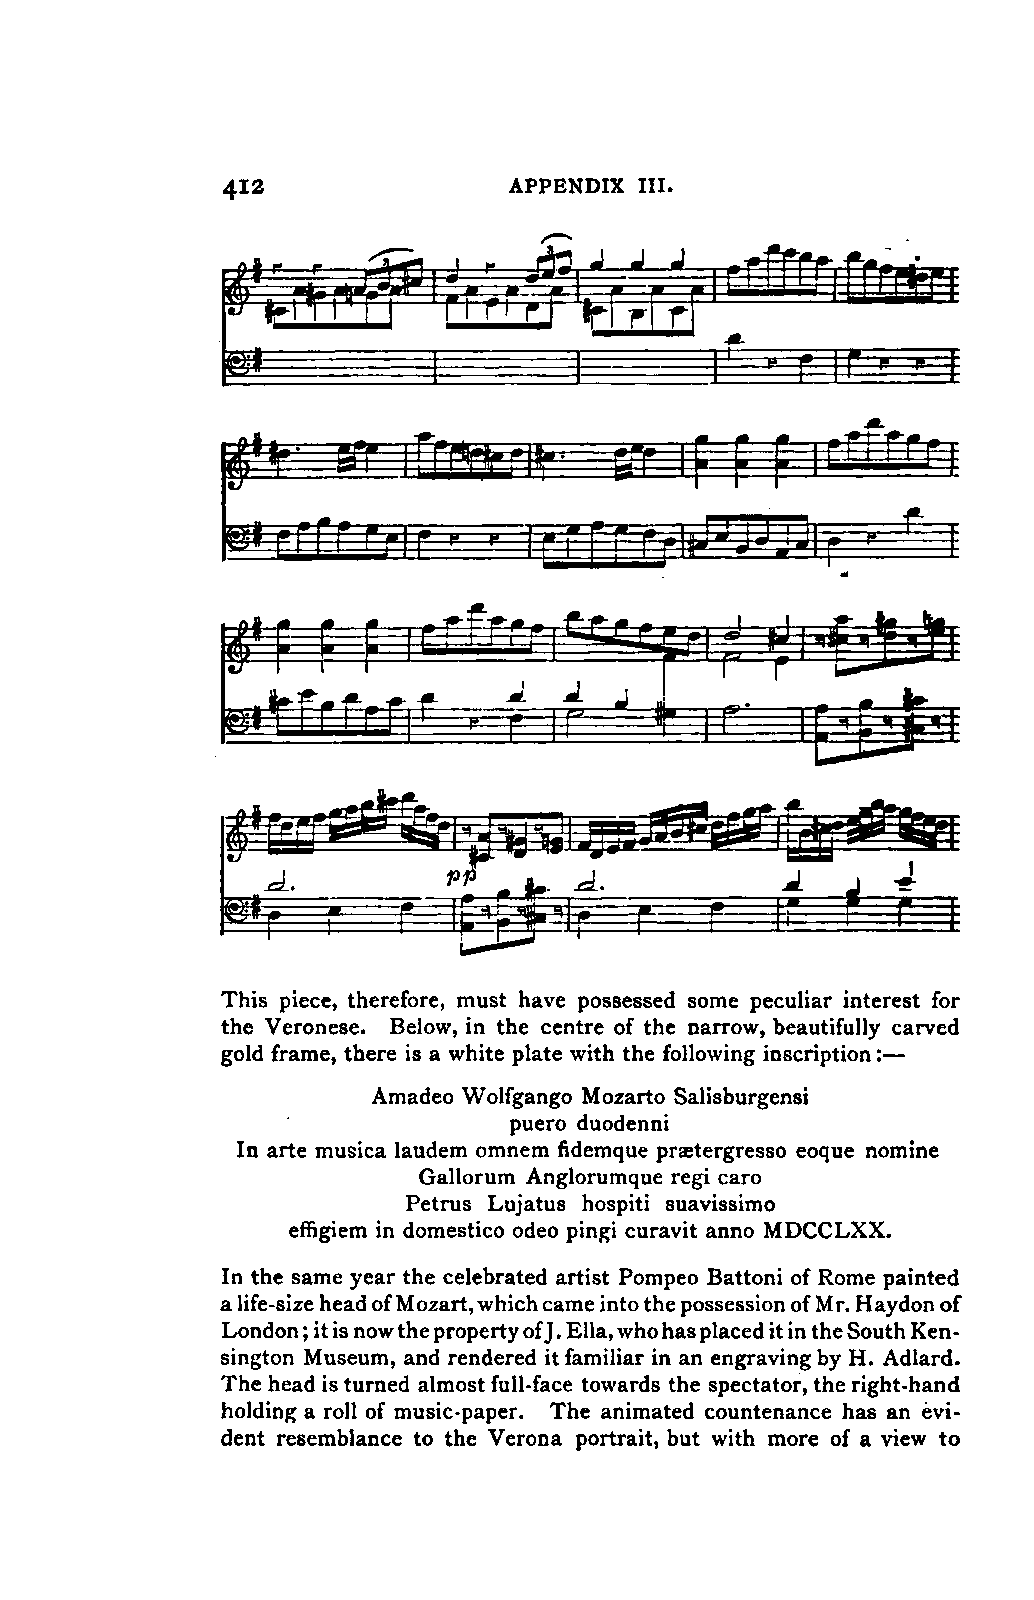 412 APPENDIX III.
pp
This piece, therefore, must have possessed some peculiar interest for
the Veronese. Below, in the centre of the narrow, beautifully carved
gold frame, there is a white plate with the following inscription:—
Amadeo Wolfgango Mozarto Salisburgensi
puero duodenni
In arte musica laudem omnem fidemque prætergresso eoque nomine
Gallorum Anglorumque regi caro
Petrus Lujatus hospiti suavissimo
effigiem in domestico odeo pingi curavit anno MDCCLXX.
In the same year the celebrated artist Pompeo Battoni of Rome painted
a life-size head of Mozart, which came into the possession of Mr. Haydon of
London; it is now the property of J. Ella, who has placed it in the South Ken-
sington Museum, and rendered it familiar in an engraving by H. Adlard.
The head is turned almost full-face towards the spectator, the right-hand
holding a roll of music-paper. The animated countenance has an evi-
dent resemblance to the Verona portrait, but with more of a view to